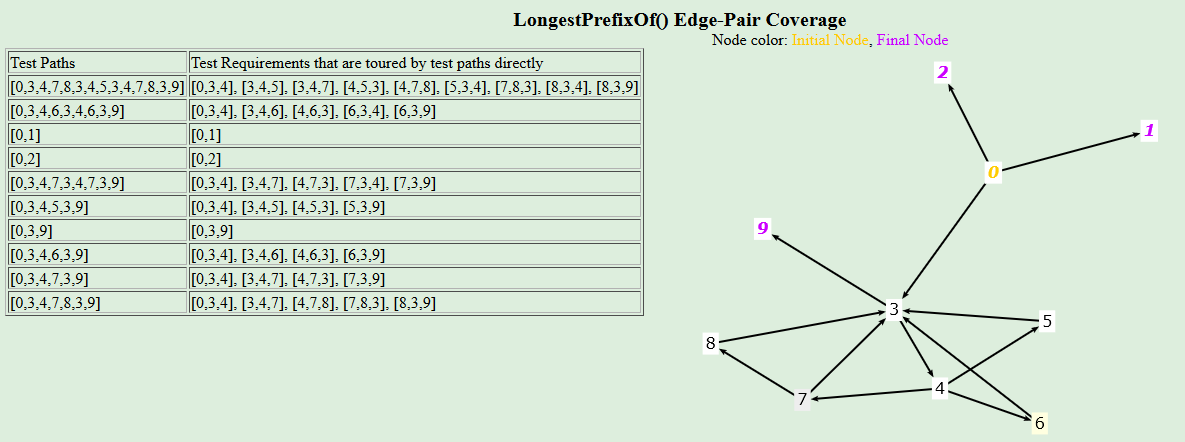 LongestPrefixOf() Edge-Pair Coverage
Node color: Initial Node, Final Node
Test Paths Test Requirements that are toured by test paths directly
[0,3,4,7,8,3,4,5,3,4,7,8,3,9] [0,3,4], [3,4,5], [3,4,7], [4,5,3], [4,7,8], [5,3,4], [7,8,3], [8,3,4], [8,3,9]
[0,3,4,6,3,4,6,3,9] [0,3,4], [3,4,6], [4,6,3], [6,3,4], [6,3,9]
[0,1] [0,1]
[0,2] [0,2]
[0,3,4,7,3,4,7,3,9] [0,3,4], [3,4,7], [4,7,3], [7,3,4], [7,3,9]
[0,3,4,5,3,9] [0,3,4], [3,4,5], [4,5,3], [5,3,9]
[0,3,9] [0,3,9]
[0,3,4,6,3,9] [0,3,4], [3,4,6], [4,6,3], [6,3,9]
[0,3,4,7,3,9] [0,3,4], [3,4,7], [4,7,3], [7,3,9]
[0,3,4,7,8,3,9] [0,3,4], [3,4,7], [4,7,8], [7,8,3], [8,3,9]
2
1
0
9
3
5
8
4
7
6